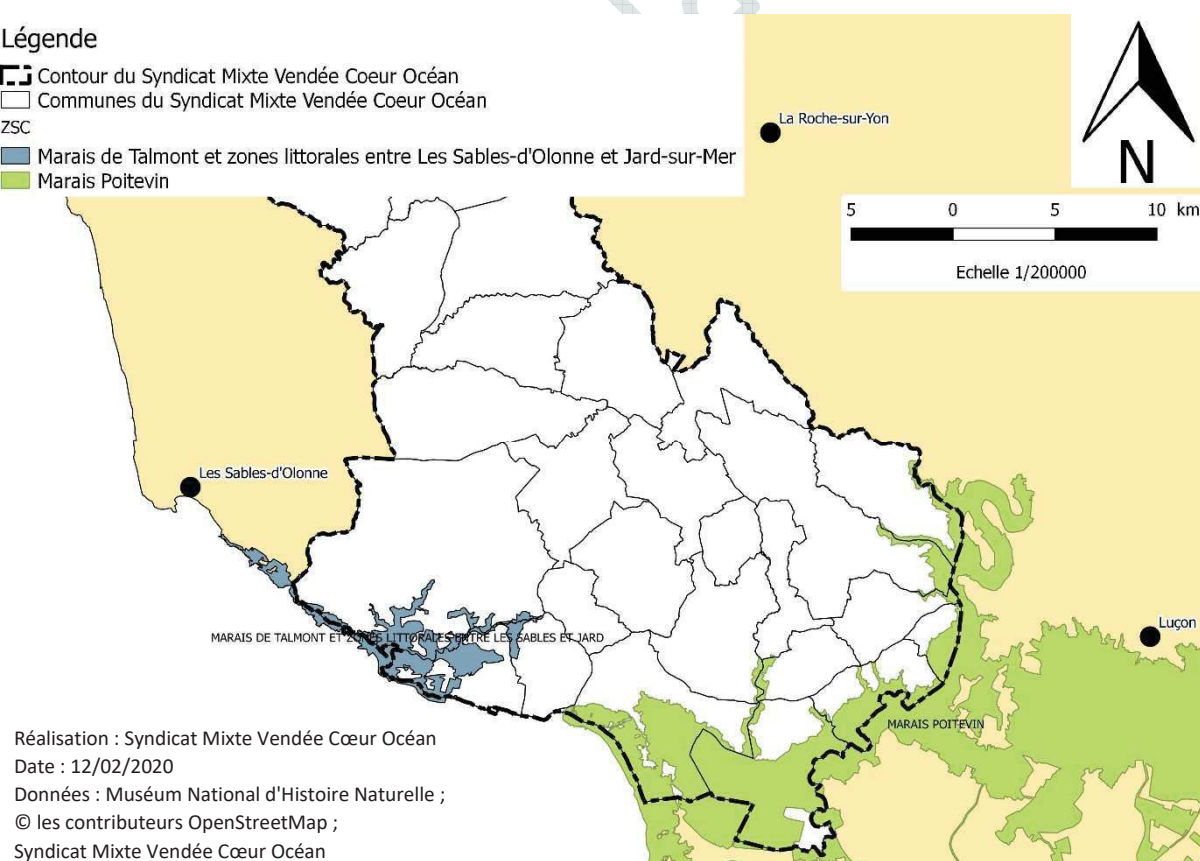 Légende
Contour du Syndicat Mixte Vendée Coeur Océan
Communes du Syndicat Mixte Vendée Coeur Océan
ZSC
Marais de Talmont et zones littorales entre Les Sables-d'Olonne et Jard-sur-Mer
Marais Poitevin
La Roche-sur-Yon
N
5 0 5 10 km
Echelle 1/200000
Les Sables-d'Olonne
Luçon
MARAIS DE TALMONT ET ZONES LITTORALES ENTRE LES SABLES ET JARD
MARAIS POITEVIN
Réalisation : Syndicat Mixte Vendée Cœur Océan
Date : 12/02/2020
Données : Muséum National d'Histoire Naturelle ;
© les contributeurs OpenStreetMap ;
Syndicat Mixte Vendée Cœur Océan